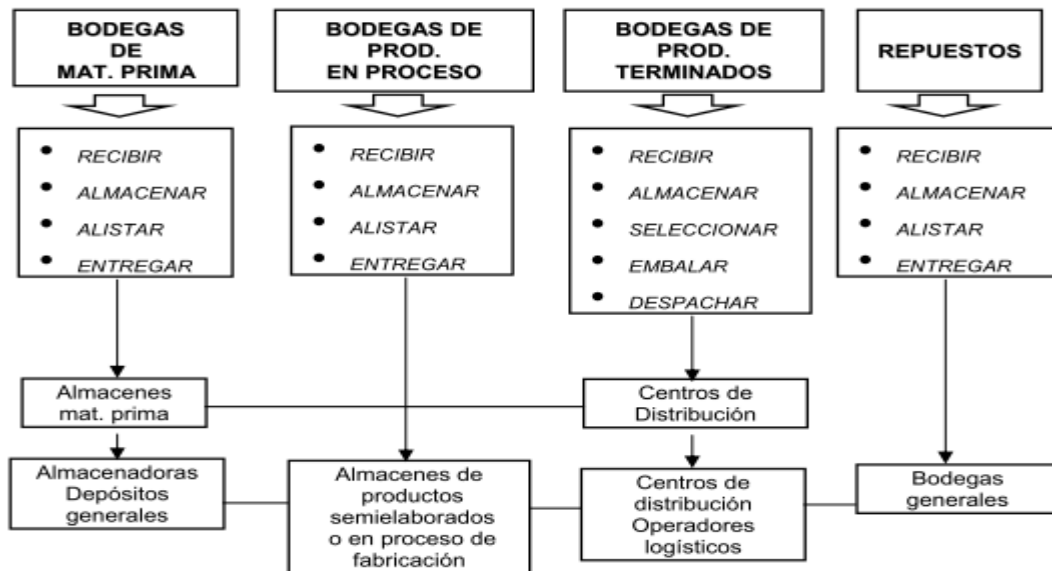 BODEGAS
DE
MAT. PRIMA
BODEGAS DE
PROD.
EN PROCESO
BODEGAS DE
PROD.
TERMINADOS
REPUESTOS
• RECIBIR
• ALMACENAR
• ALISTAR
• ENTREGAR
• RECIBIR
• ALMACENAR
• ALISTAR
• ENTREGAR
• RECIBIR
• ALMACENAR
• SELECCIONAR
• EMBALAR
• DESPACHAR
• RECIBIR
• ALMACENAR
• ALISTAR
• ENTREGAR
Almacenes
mat. prima
Centros de
Distribución
Almacenadoras
Depósitos
generales
Almacenes de
productos
semielaborados
o en proceso de
fabricación
Centros de
distribución
Operadores
logísticos
Bodegas
generales